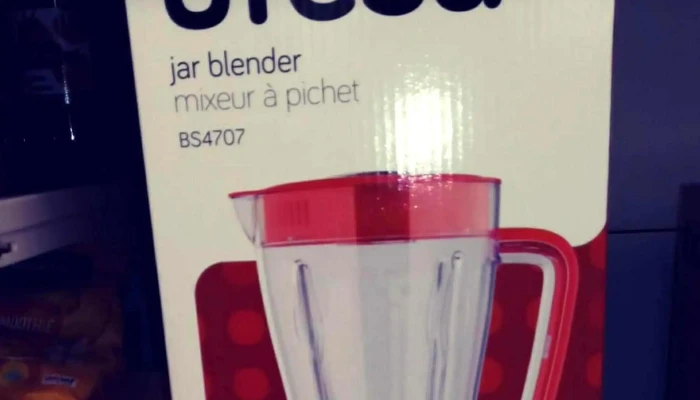 jar blender
mixeur à pichet
BS4707